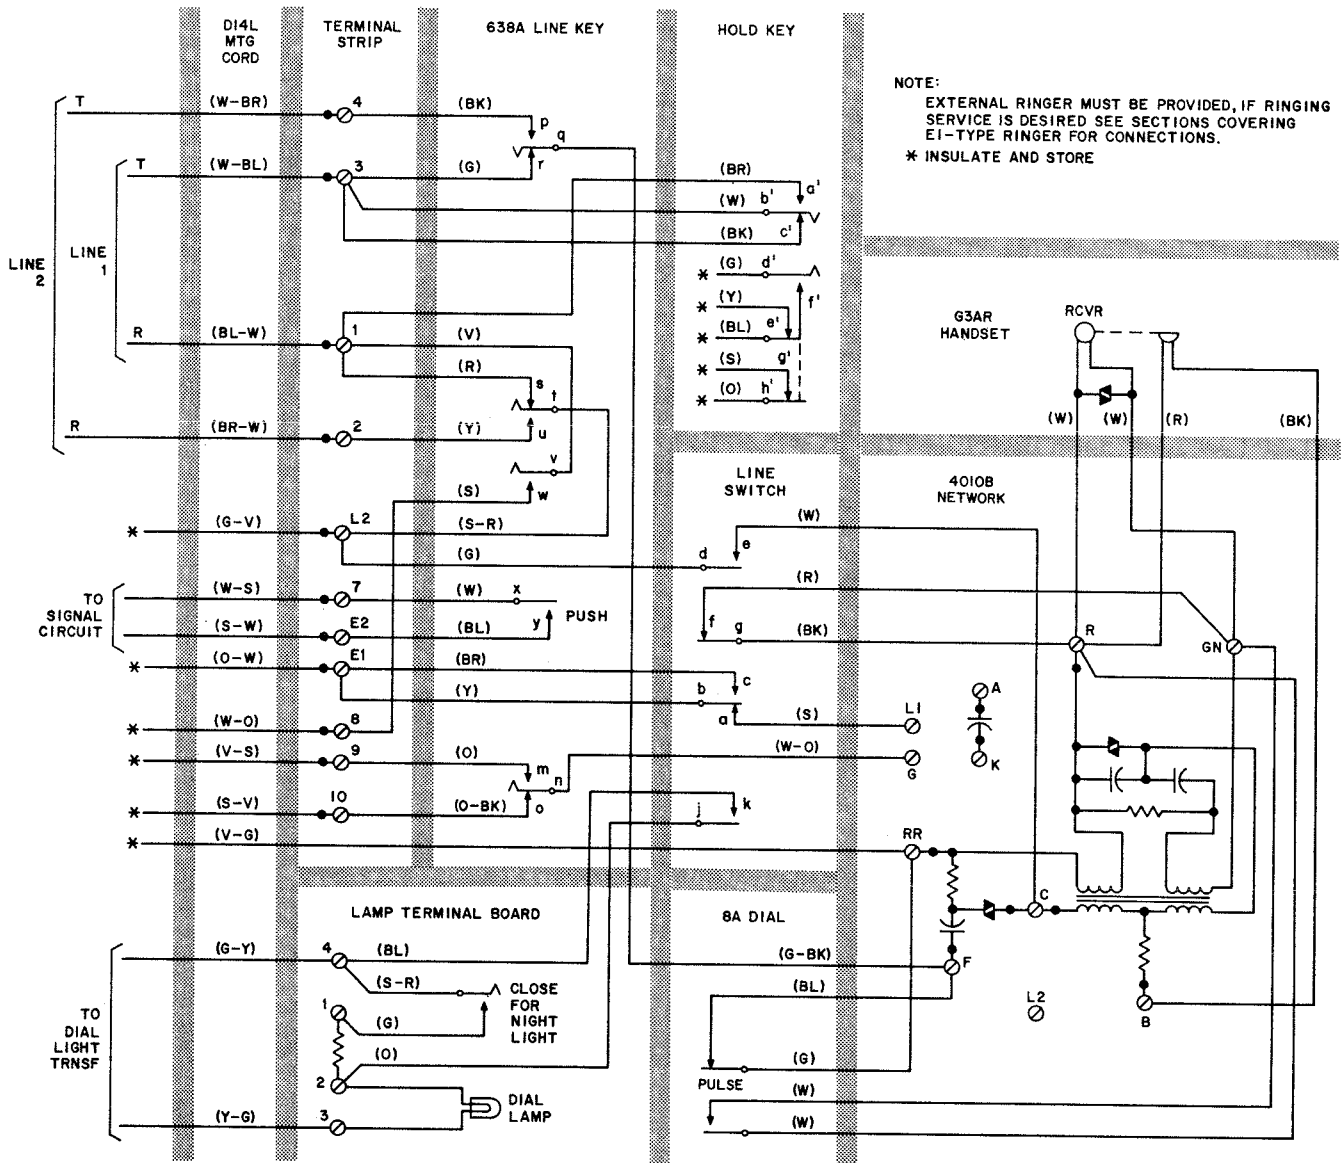 D14L
MTG
CORD
TERMINAL
STRIP
638A LINE KEY
HOLD KEY
NOTE:
EXTERNAL RINGER MUST BE PROVIDED, IF RINGING
SERVICE IS DESIRED SEE SECTIONS COVERING
E1-TYPE RINGER FOR CONNECTIONS.
* INSULATE AND STORE
T (W-BR) 4 (BK) p q
T (W-BL) 3 (G) r
(BR) a'
(W) b'
(BK) c'
LINE
2
LINE
1
* (G) d'
* (Y) f'
* (BL) e'
* (S) g'
* (O) h'
R (BL-W) 1 (V)
(R) s t
R (BR-W) 2 (Y) u
v
(S) w
G3AR
HANDSET
RCVR
(W) (W) (R) (BK)
LINE
SWITCH
4010B
NETWORK
* (G-V) L2 (S-R)
(G) d e (W)
TO
SIGNAL
CIRCUIT
(W-S) 7 (W) x
(S-W) E2 (BL) y PUSH
(R)
f g (BK) R GN
* (O-W) E1 (BR) c
(Y) b
a (S) L1
A
K
* (W-O) 8
* (V-S) 9 (O) m n
(W-O) G
* (S-V) 10 (O-BK) o
j k
* (V-G) RR
C
LAMP TERMINAL BOARD
8A DIAL
TO
DIAL
LIGHT
TRNSF
(G-Y) 4 (BL)
(G-BK) F
(S-R) CLOSE
FOR
NIGHT
LIGHT
1 (G)
(BL)
L2
B
(O)
2
(G)
PULSE
(W)
DIAL
LAMP
(Y-G) 3
(W)